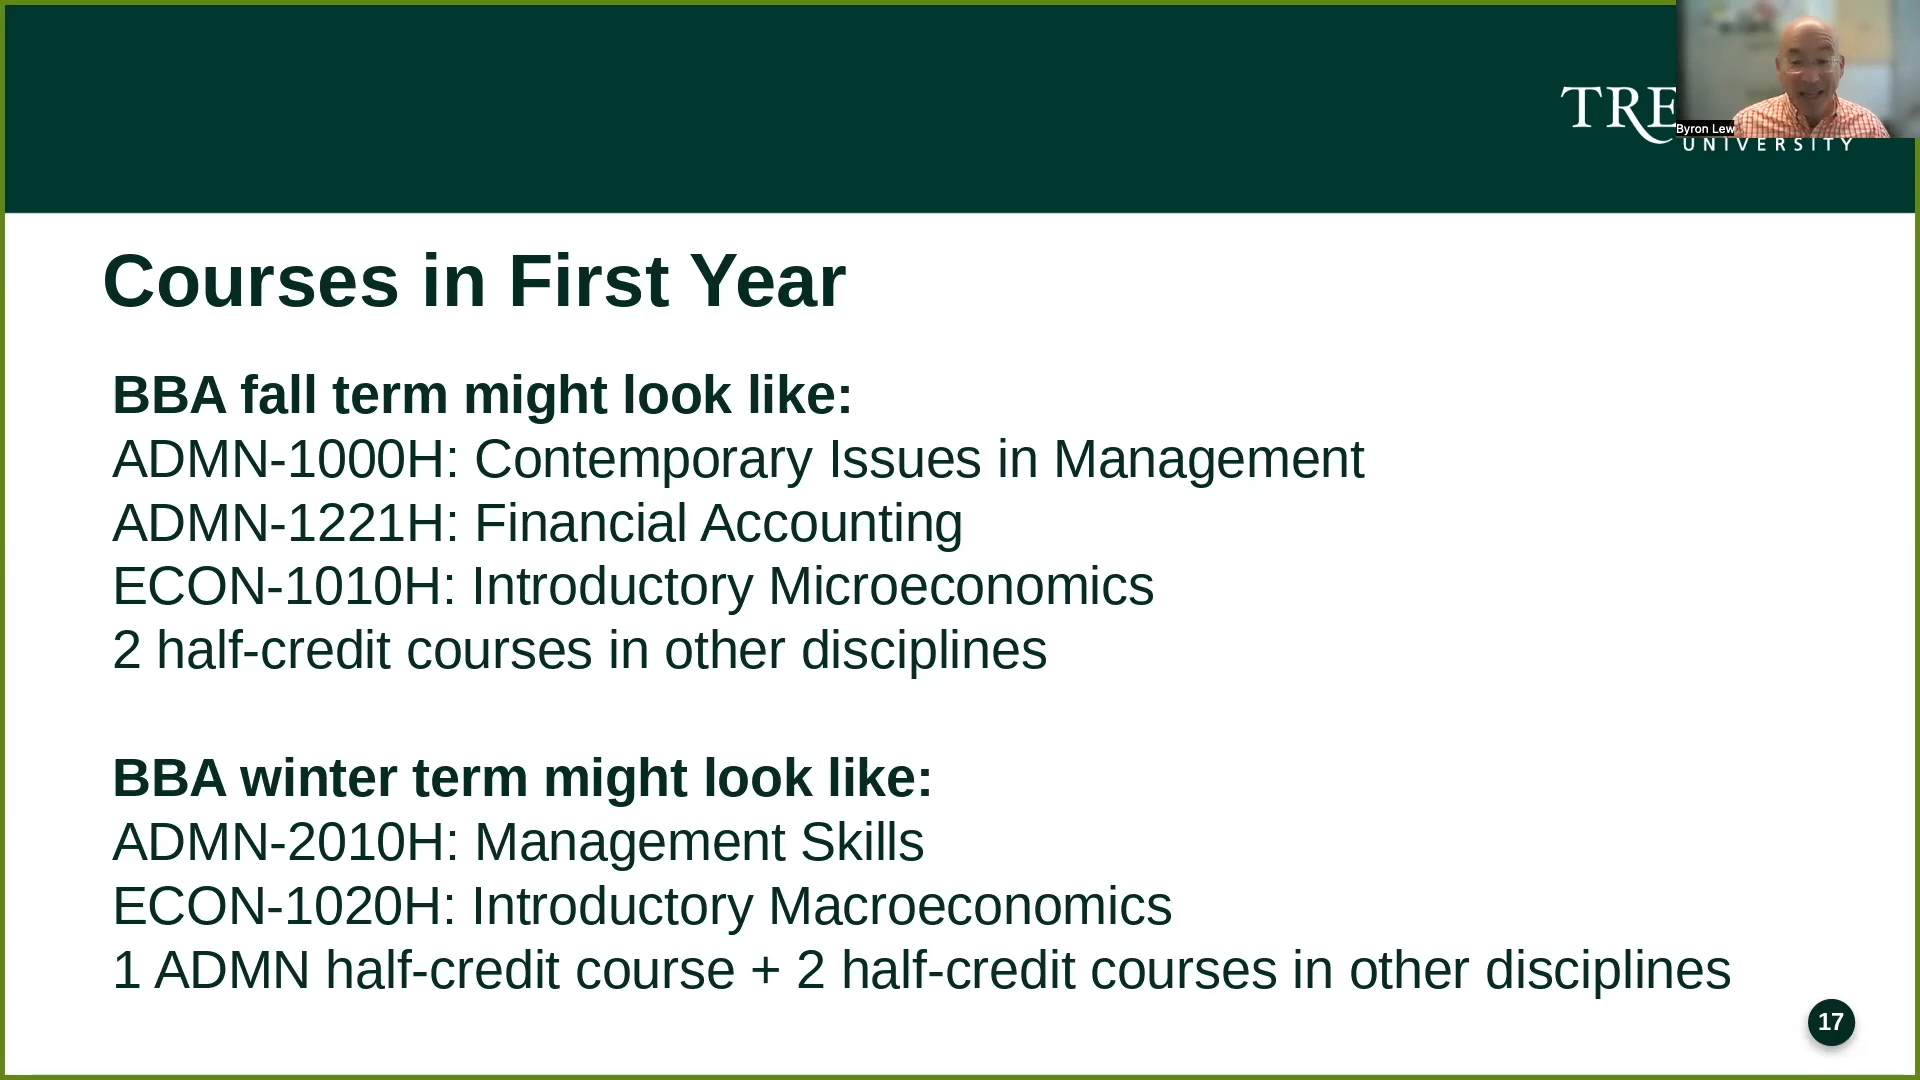 TRE
UNIVERSITY
Byron Lew
Courses in First Year
BBA fall term might look like:
ADMN-1000H: Contemporary Issues in Management
ADMN-1221H: Financial Accounting
ECON-1010H: Introductory Microeconomics
2 half-credit courses in other disciplines
BBA winter term might look like:
ADMN-2010H: Management Skills
ECON-1020H: Introductory Macroeconomics
1 ADMN half-credit course + 2 half-credit courses in other disciplines
17